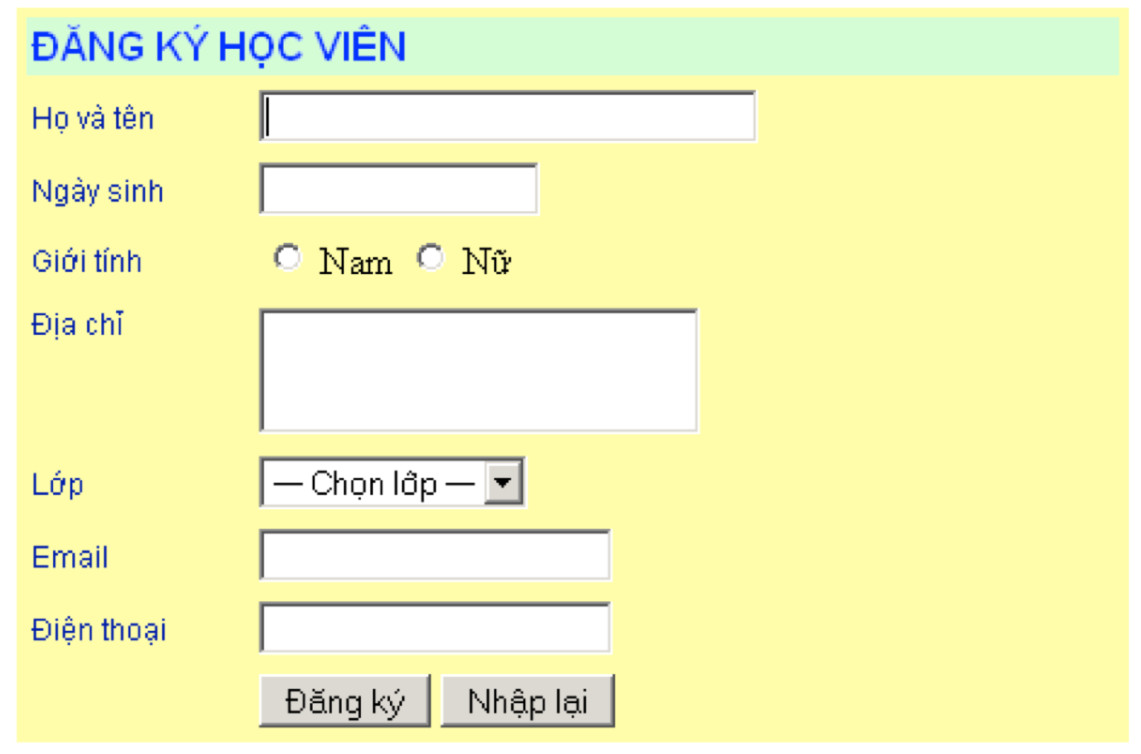 ĐĂNG KÝ HỌC VIÊN
Họ và tên
Ngày sinh
Giới tính Nam Nữ
Địa chỉ
Lớp — Chọn lớp —
Email
Điện thoại
Đăng ký Nhập lại